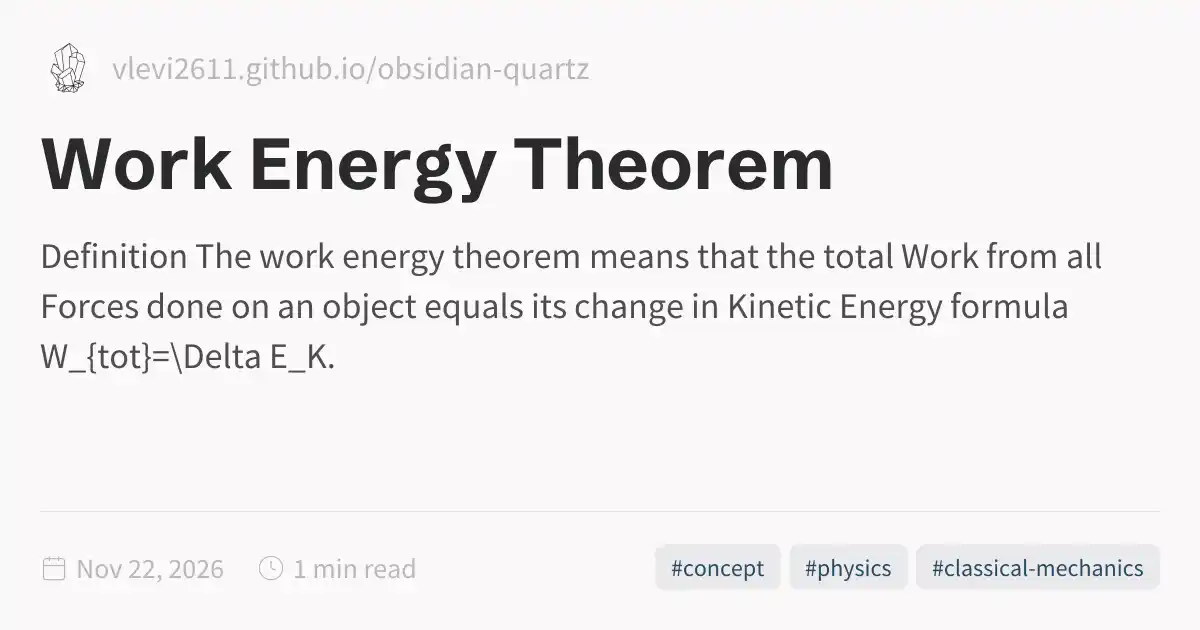 vlevi2611.github.io/obsidian-quartz
Work Energy Theorem
Definition The work energy theorem means that the total Work from all
Forces done on an object equals its change in Kinetic Energy formula
W_{tot}=\Delta E_K.
Nov 22, 2026
1 min read
#concept
#physics
#classical-mechanics